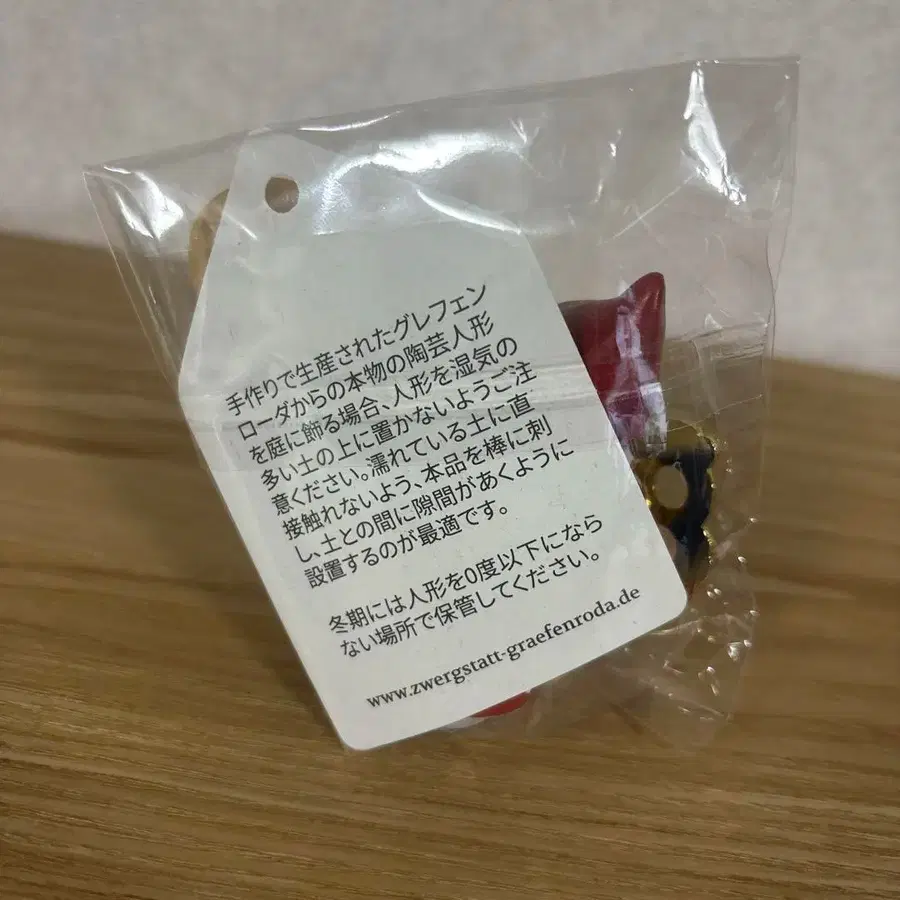 手作りで生産されたグレフェン
ローダからの本物の陶芸人形
を庭に飾る場合、人形を湿気の
多い土の上に置かないようご注
意ください。濡れている土に直
接触れないよう、本品を棒に刺
し、土との間に隙間があくように
設置するのが最適です。
冬期には人形を0度以下になら
ない場所で保管してください。
www.zwergstatt-graefenroda.de